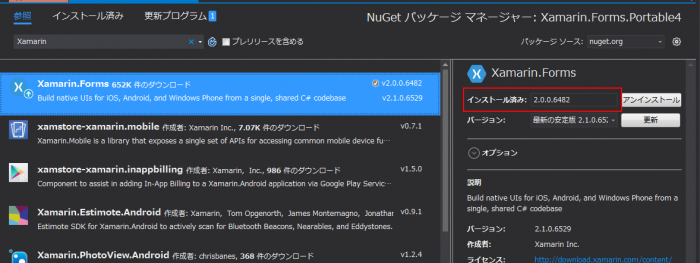 参照 インストール済み 更新プログラム 1
NuGet パッケージ マネージャー: Xamarin.Forms.Portable4
Xamarin
プレリリースを含める
パッケージ ソース: nuget.org
Xamarin.Forms 652K 件のダウンロード v2.0.0.6482
Build native UIs for iOS, Android, and Windows Phone from a single, shared C# codebase v2.1.0.6529
xamstore-xamarin.mobile 作成者: Xamarin Inc., 7.07K 件のダウンロード v0.7.1
Xamarin.Mobile is a library that exposes a single set of APIs for accessing common mobile device fu...
xamstore-xamarin.inappbilling 作成者: Xamarin, Inc., 986 件のダウンロード v1.5.0
Component to assist in adding In-App Billing to a Xamarin.Android application via Google Play Servic...
Xamarin.Estimote.Android 作成者: Xamarin, Tom Opgenorth, James Montemagno, Jonathan v0.9.1
Estimote SDK for Xamarin.Android to actively scan for Bluetooth Beacons, Nearables, and Eddystones.
Xamarin.PhotoView.Android 作成者: chrisbanes, 368 件のダウンロード v1.2.4
Xamarin.Forms
インストール済み: 2.0.0.6482 アンインストール
バージョン: 最新の安定版 2.1.0.65 更新
オプション
説明
Build native UIs for iOS, Android, and Windows Phone from a single, shared C# codebase
バージョン: 2.1.0.6529
作成者: Xamarin Inc.
ライセンス: http://download.xamarin.com/content/